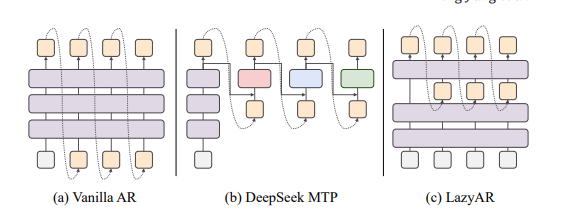 (a) Vanilla AR
(b) DeepSeek MTP
(c) LazyAR